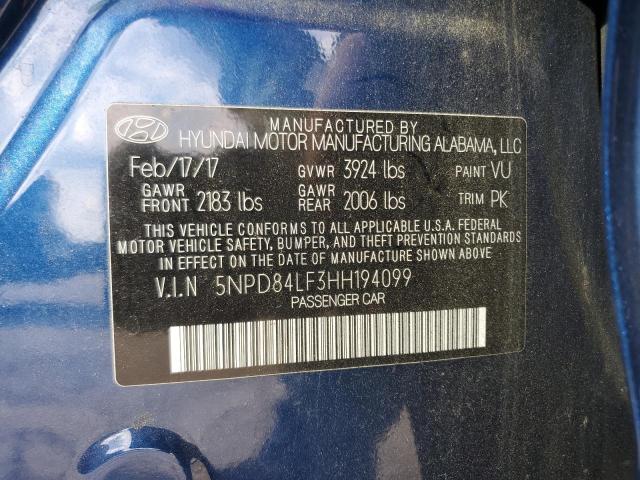 MANUFACTURED BY
HYUNDAI MOTOR MANUFACTURING ALABAMA, LLC
Feb/17/17 GVWR 3924 lbs PAINT VU
GAWR FRONT 2183 lbs GAWR REAR 2006 lbs TRIM PK
THIS VEHICLE CONFORMS TO ALL APPLICABLE U.S.A. FEDERAL
MOTOR VEHICLE SAFETY, BUMPER, AND THEFT PREVENTION STANDARDS
IN EFFECT ON THE DATE OF MANUFACTURE SHOWN ABOVE.
V.I.N 5NPD84LF3HH194099
PASSENGER CAR